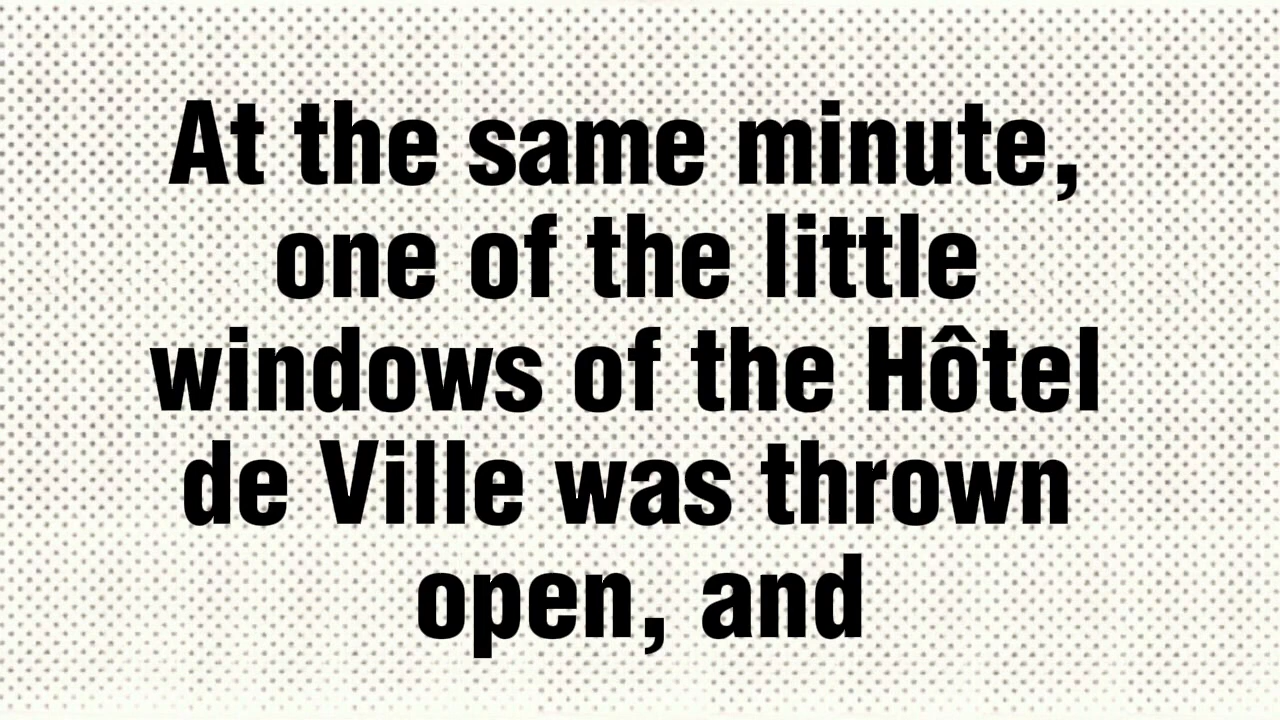 At the same minute,
one of the little
windows of the Hôtel
de Ville was thrown
open, and